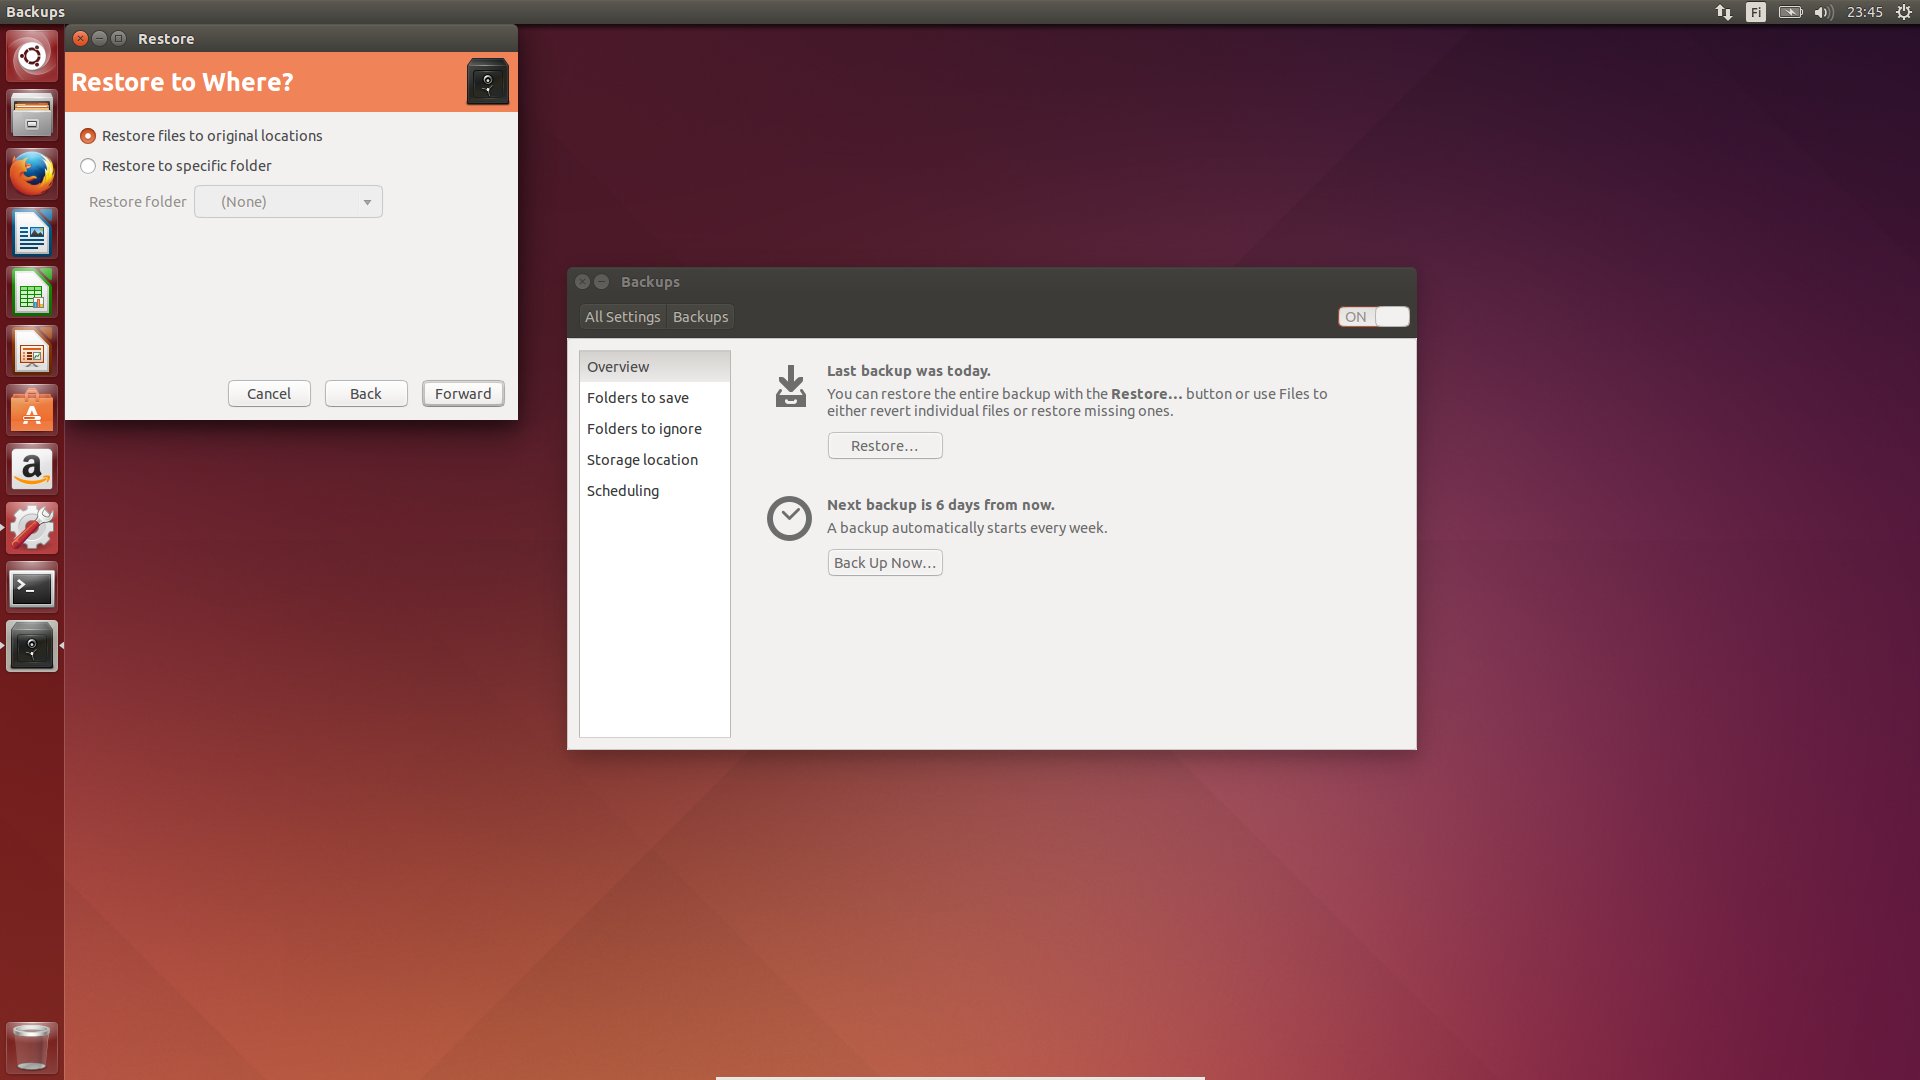 Backups
Fi
23:45
Restore
Restore to Where?
Restore files to original locations
Restore to specific folder
Restore folder
(None)
Cancel
Back
Forward
Backups
All Settings
Backups
ON
Overview
Folders to save
Folders to ignore
Storage location
Scheduling
Last backup was today.
You can restore the entire backup with the Restore... button or use Files to
either revert individual files or restore missing ones.
Restore...
Next backup is 6 days from now.
A backup automatically starts every week.
Back Up Now...